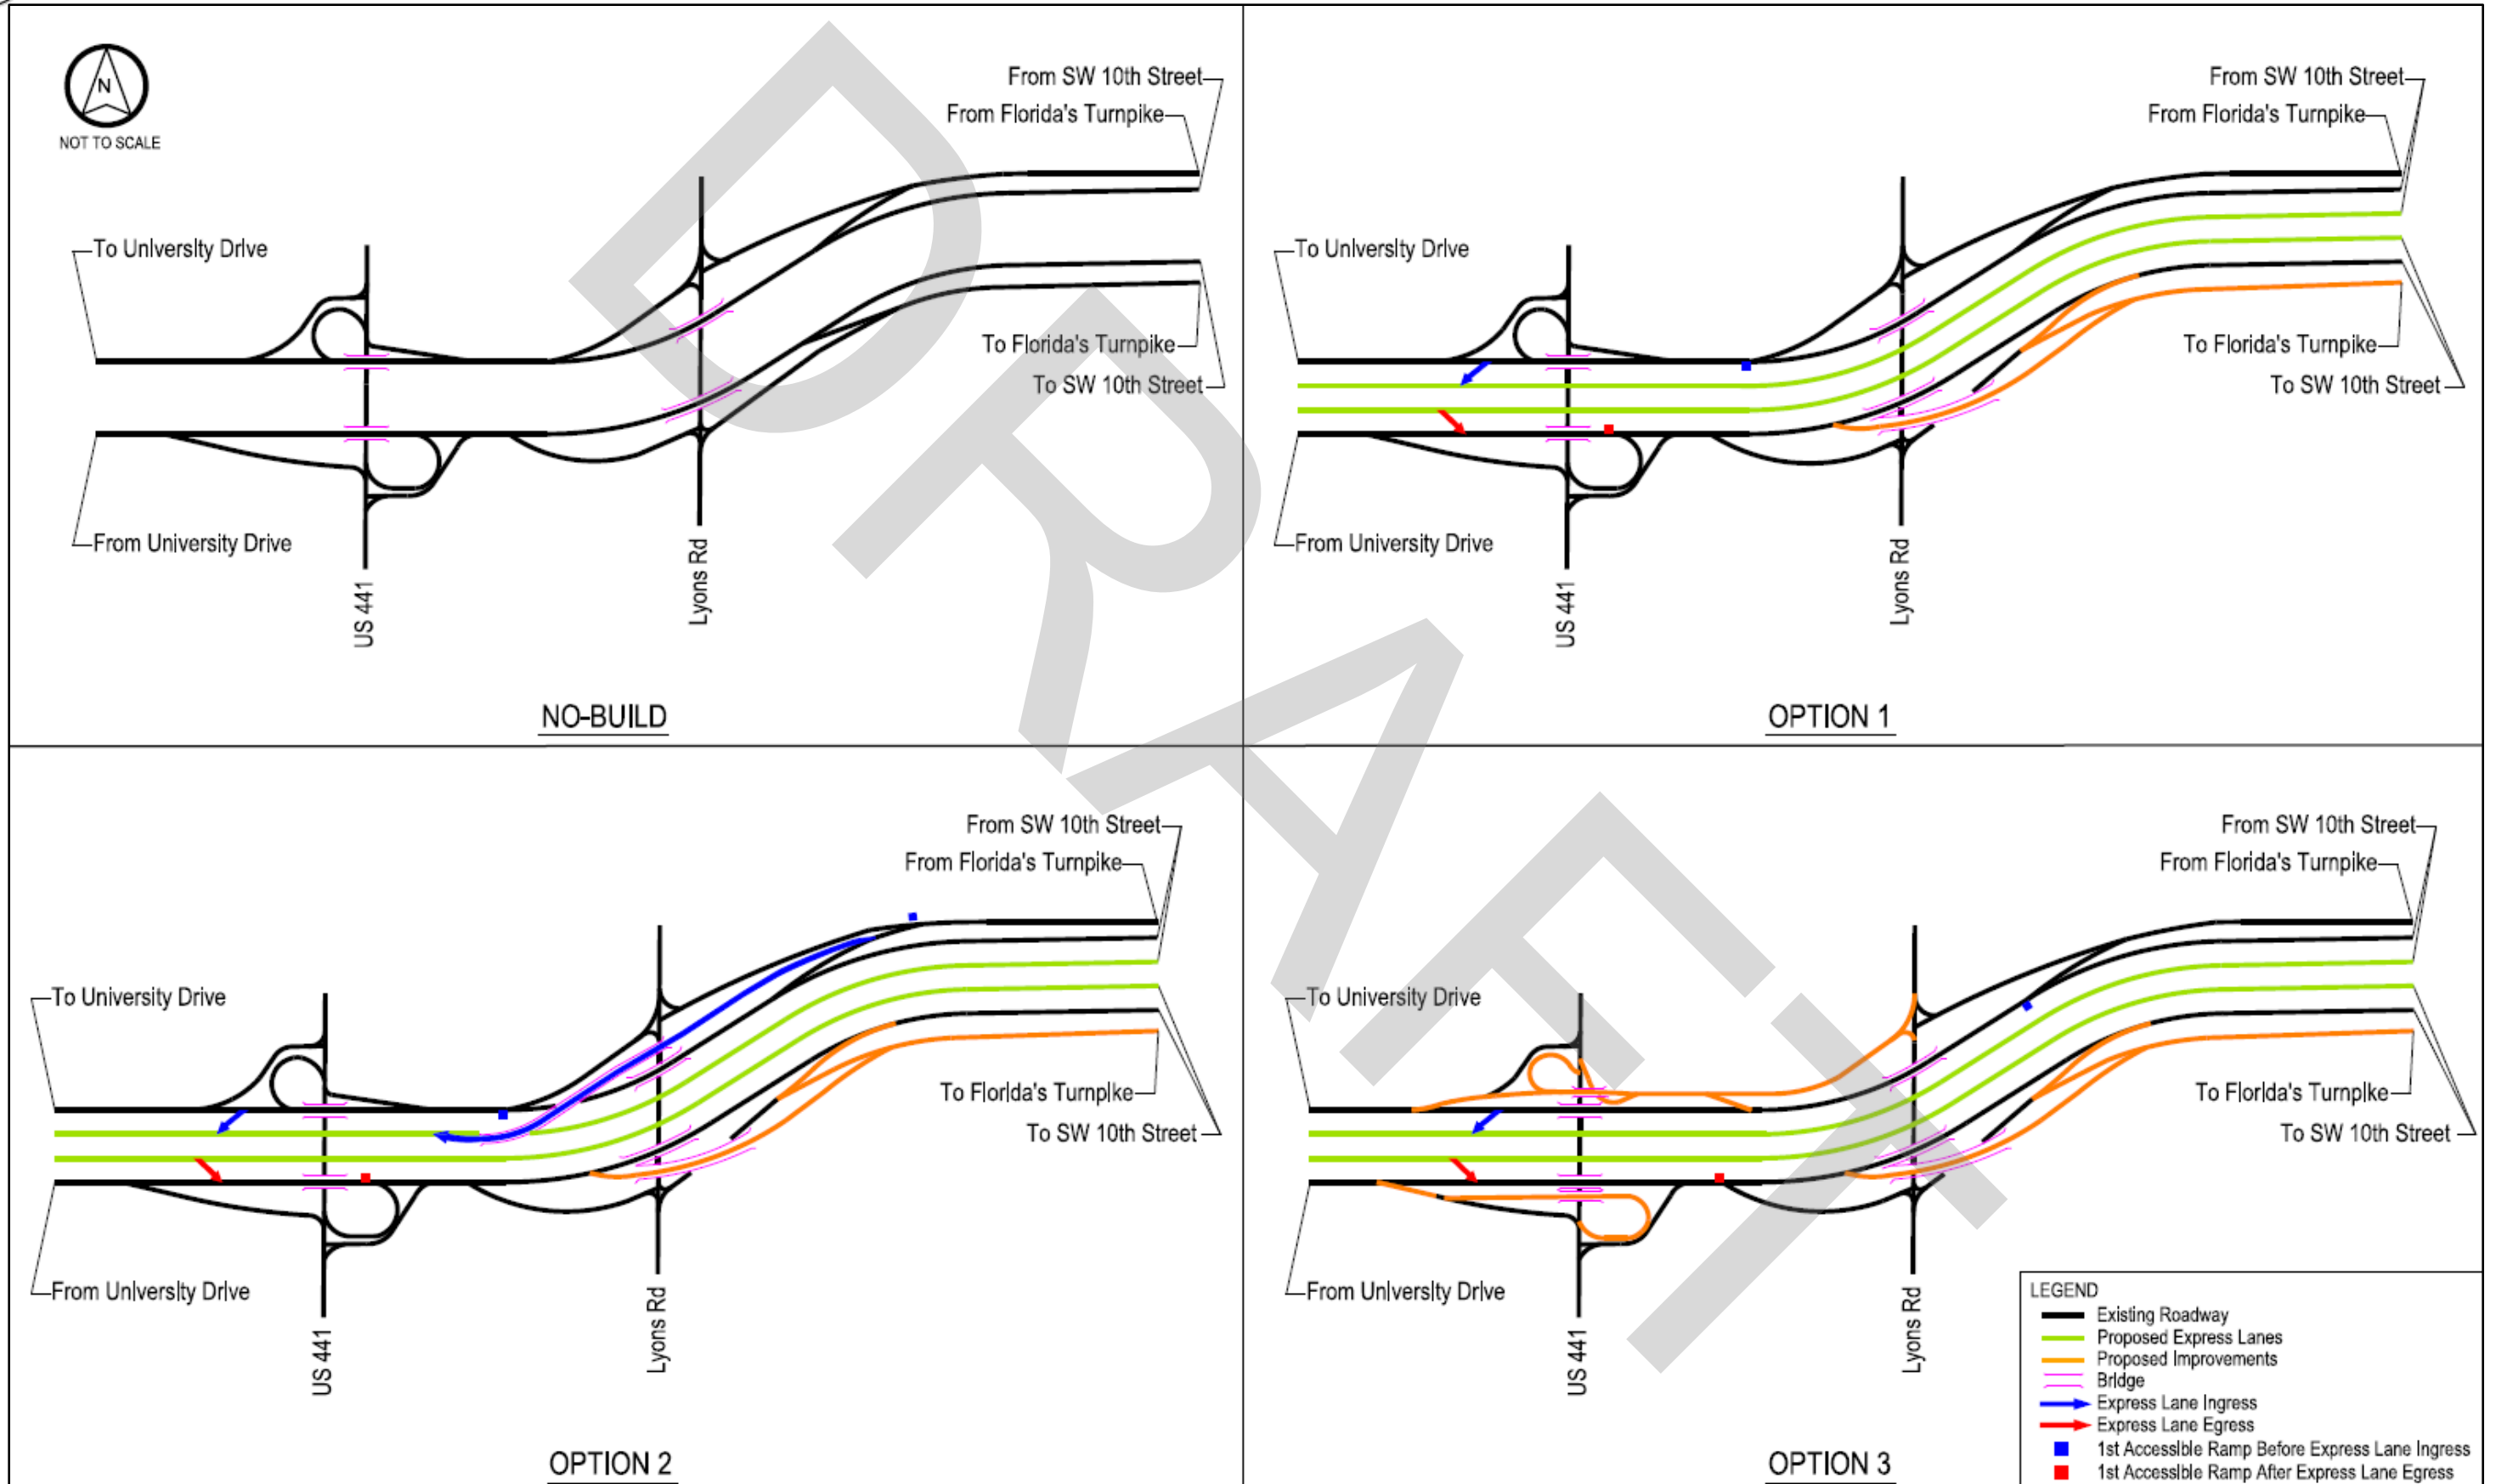 N
NOT TO SCALE
From SW 10th Street
From Florida's Turnpike
To University Drive
To Florida's Turnpike
To SW 10th Street
From University Drive
US 441
Lyons Rd
NO-BUILD
From SW 10th Street
From Florida's Turnpike
To University Drive
To Florida's Turnpike
To SW 10th Street
From University Drive
US 441
Lyons Rd
OPTION 1
From SW 10th Street
From Florida's Turnpike
To University Drive
To Florida's Turnpike
To SW 10th Street
From University Drive
US 441
Lyons Rd
OPTION 2
From SW 10th Street
From Florida's Turnpike
To University Drive
To Florida's Turnpike
To SW 10th Street
From University Drive
US 441
Lyons Rd
OPTION 3
LEGEND
Existing Roadway
Proposed Express Lanes
Proposed Improvements
Bridge
Express Lane Ingress
Express Lane Egress
1st Accessible Ramp Before Express Lane Ingress
1st Accessible Ramp After Express Lane Egress
DRAFT